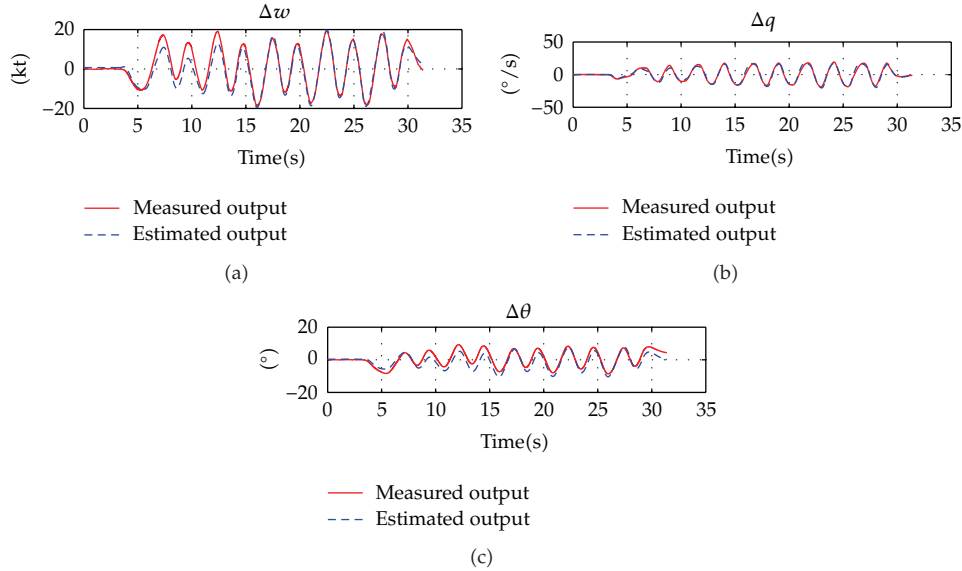 Δw
20
0
−20
(kt)
0 5 10 15 20 25 30 35
Time(s)
Measured output
Estimated output
(a)
Δq
50
0
−50
(°/s)
0 5 10 15 20 25 30 35
Time(s)
Measured output
Estimated output
(b)
Δθ
20
0
−20
(°)
0 5 10 15 20 25 30 35
Time(s)
Measured output
Estimated output
(c)